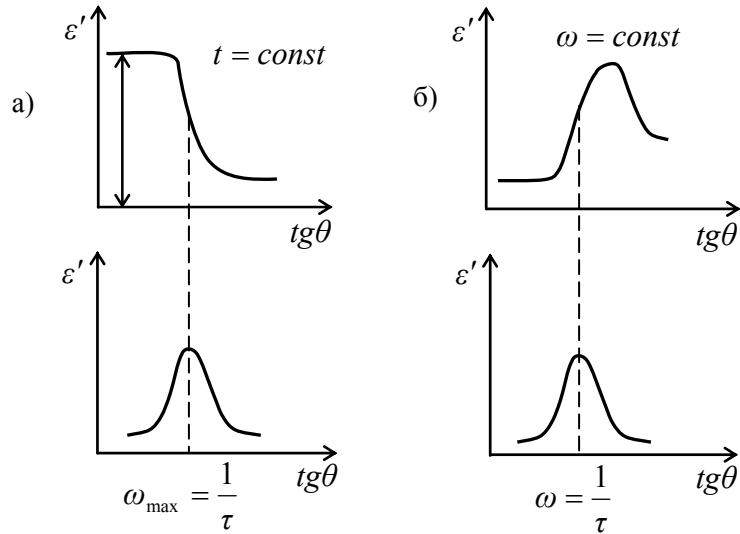 ε′
t = const
а)
tgθ
ε′
ω = const
б)
tgθ
ε′
tgθ
ω_max = 1/τ
ε′
tgθ
ω = 1/τ